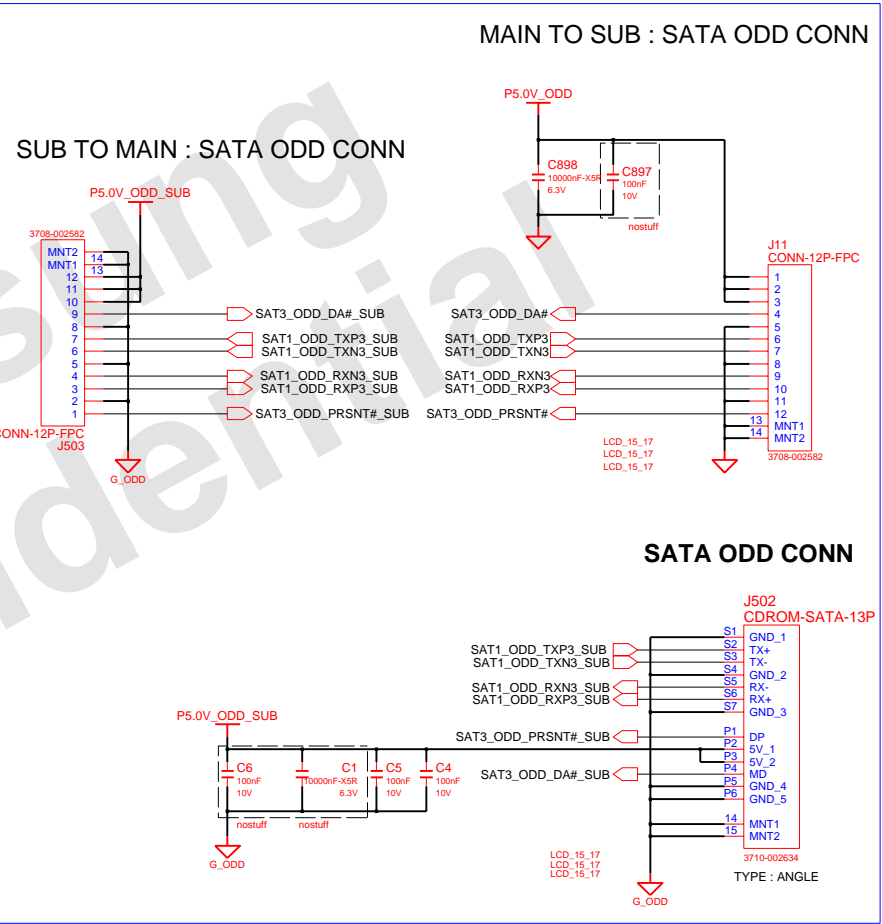 MAIN TO SUB : SATA ODD CONN
P5.0V_ODD
C898
10000nF-X5R
6.3V
C897
100nF
10V
nostuff
J11
CONN-12P-FPC
1
2
3
SAT3_ODD_DA# 4
5
SAT1_ODD_TXP3 6
SAT1_ODD_TXN3 7
8
SAT1_ODD_RXN3 9
SAT1_ODD_RXP3 10
11
SAT3_ODD_PRSNT# 12
13 MNT1
14 MNT2
3708-002582
LCD_15_17
LCD_15_17
LCD_15_17
SUB TO MAIN : SATA ODD CONN
P5.0V_ODD_SUB
3708-002582
MNT2 14
MNT1 13
12
11
10
9 SAT3_ODD_DA#_SUB
8
7 SAT1_ODD_TXP3_SUB
6 SAT1_ODD_TXN3_SUB
5
4 SAT1_ODD_RXN3_SUB
3 SAT1_ODD_RXP3_SUB
2
1 SAT3_ODD_PRSNT#_SUB
CONN-12P-FPC
J503
G_ODD
SATA ODD CONN
J502
CDROM-SATA-13P
S1 GND_1
SAT1_ODD_TXP3_SUB S2 TX+
SAT1_ODD_TXN3_SUB S3 TX-
S4 GND_2
SAT1_ODD_RXN3_SUB S5 RX-
SAT1_ODD_RXP3_SUB S6 RX+
S7 GND_3
SAT3_ODD_PRSNT#_SUB P1 DP
P2 5V_1
P3 5V_2
SAT3_ODD_DA#_SUB P4 MD
P5 GND_4
P6 GND_5
14 MNT1
15 MNT2
3710-002634
TYPE : ANGLE
P5.0V_ODD_SUB
C6
100nF
10V
nostuff
C1
10000nF-X5R
6.3V
nostuff
C5
100nF
10V
C4
100nF
10V
G_ODD
LCD_15_17
LCD_15_17
LCD_15_17
G_ODD